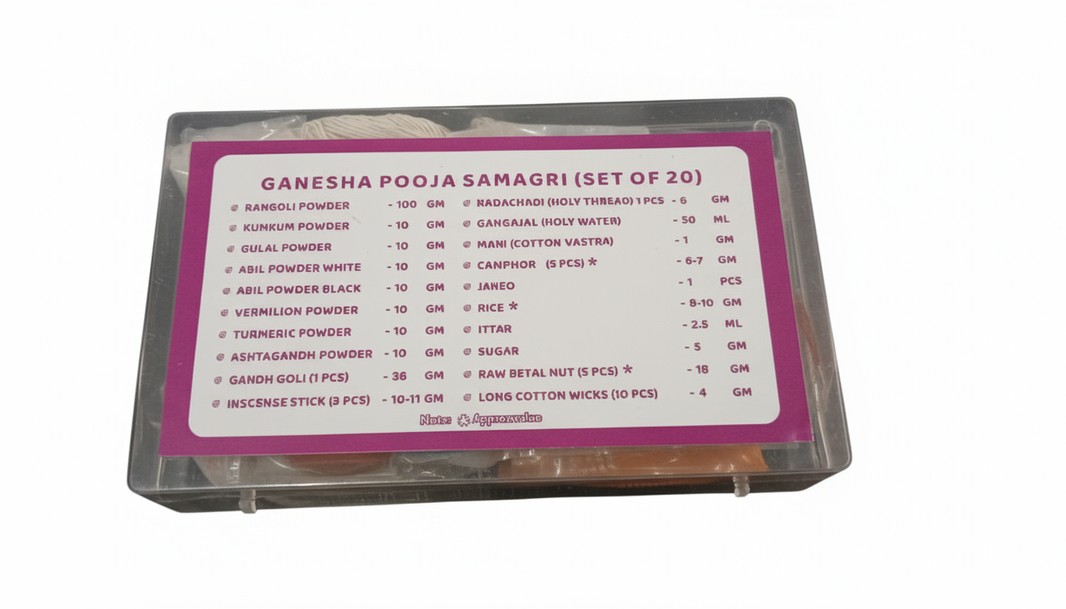 GANESHA POOJA SAMAGRI (SET OF 20)
RANGOLI POWDER - 100 GM
KUMKUM POWDER - 10 GM
GULAL POWDER - 10 GM
ABIL POWDER WHITE - 10 GM
ABIL POWDER BLACK - 10 GM
VERMILION POWDER - 10 GM
TURMERIC POWDER - 10 GM
ASHTAGANDH POWDER - 10 GM
GANDH GOLI (1 PCS) - 36 GM
INSCSENSE STICK (3 PCS) - 10-11 GM
NADACHADI (HOLY THREAD) 1 PCS - 6 GM
GANGAJAL (HOLY WATER) - 50 ML
MANI (COTTON VASTRA) - 1 GM
CANPHOR (5 PCS) * - 6-7 GM
JANEO - 1 PCS
RICE * - 8-10 GM
ITTAR - 2.5 ML
SUGAR - 5 GM
RAW BETAL NUT (5 PCS) * - 18 GM
LONG COTTON WICKS (10 PCS) - 4 GM
Note: *